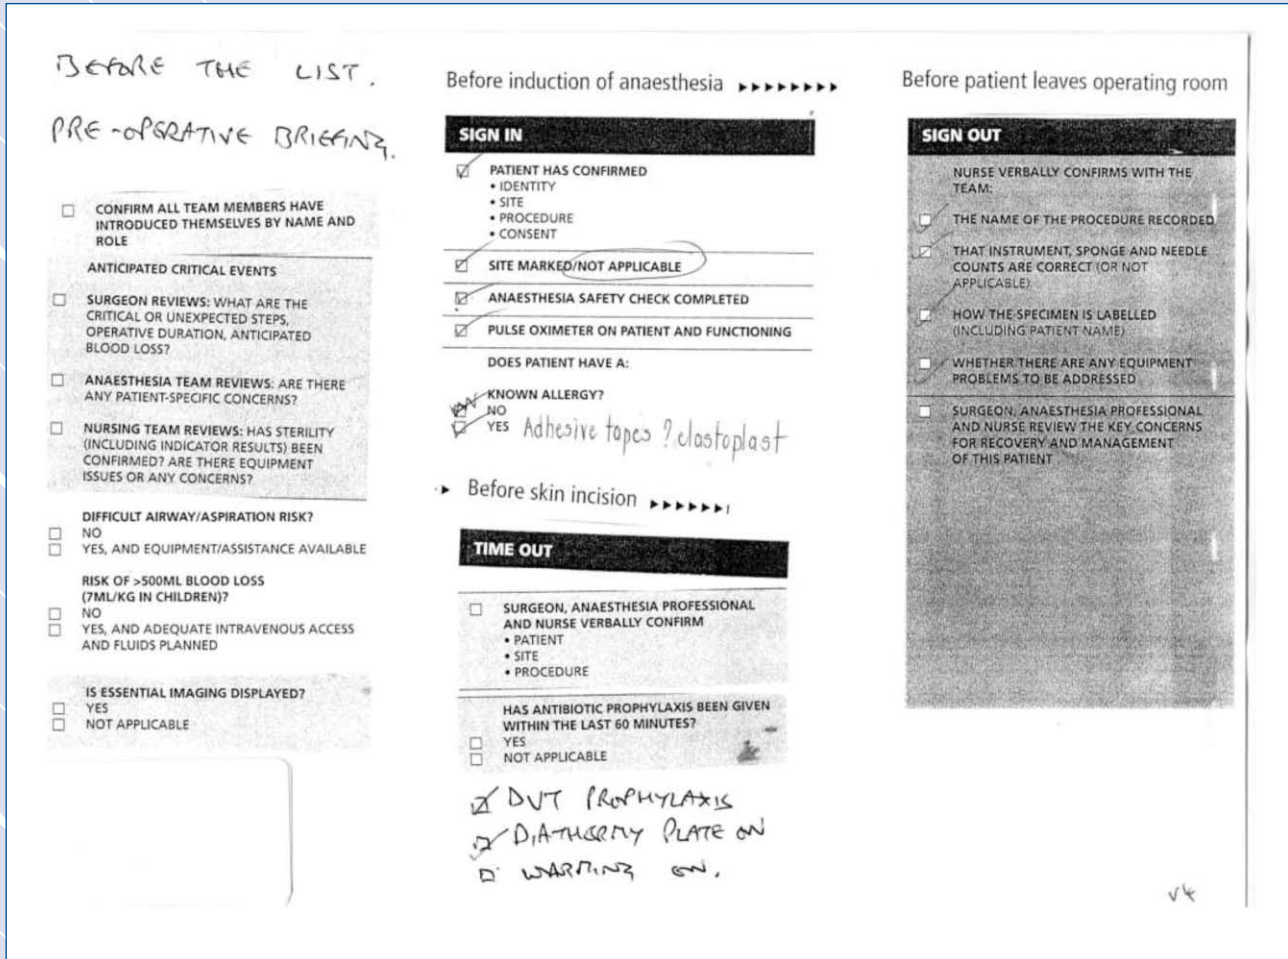 BEFORE THE LIST.
PRE-OPERATIVE BRIEFING.
CONFIRM ALL TEAM MEMBERS HAVE
INTRODUCED THEMSELVES BY NAME AND
ROLE
ANTICIPATED CRITICAL EVENTS
SURGEON REVIEWS: WHAT ARE THE
CRITICAL OR UNEXPECTED STEPS,
OPERATIVE DURATION, ANTICIPATED
BLOOD LOSS?
ANAESTHESIA TEAM REVIEWS: ARE THERE
ANY PATIENT-SPECIFIC CONCERNS?
NURSING TEAM REVIEWS: HAS STERILITY
(INCLUDING INDICATOR RESULTS) BEEN
CONFIRMED? ARE THERE EQUIPMENT
ISSUES OR ANY CONCERNS?
DIFFICULT AIRWAY/ASPIRATION RISK?
NO
YES, AND EQUIPMENT/ASSISTANCE AVAILABLE
RISK OF >500ML BLOOD LOSS
(7ML/KG IN CHILDREN)?
NO
YES, AND ADEQUATE INTRAVENOUS ACCESS
AND FLUIDS PLANNED
IS ESSENTIAL IMAGING DISPLAYED?
YES
NOT APPLICABLE
Before induction of anaesthesia
SIGN IN
PATIENT HAS CONFIRMED
• IDENTITY
• SITE
• PROCEDURE
• CONSENT
SITE MARKED/NOT APPLICABLE
ANAESTHESIA SAFETY CHECK COMPLETED
PULSE OXIMETER ON PATIENT AND FUNCTIONING
DOES PATIENT HAVE A:
KNOWN ALLERGY?
NO
YES Adhesive tapes ? elastoplast
Before skin incision
TIME OUT
SURGEON, ANAESTHESIA PROFESSIONAL
AND NURSE VERBALLY CONFIRM
• PATIENT
• SITE
• PROCEDURE
HAS ANTIBIOTIC PROPHYLAXIS BEEN GIVEN
WITHIN THE LAST 60 MINUTES?
YES
NOT APPLICABLE
DVT PROPHYLAXIS
DIATHERMY PLATE ON
WARMING ON.
Before patient leaves operating room
SIGN OUT
NURSE VERBALLY CONFIRMS WITH THE
TEAM:
THE NAME OF THE PROCEDURE RECORDED
THAT INSTRUMENT, SPONGE AND NEEDLE
COUNTS ARE CORRECT (OR NOT
APPLICABLE)
HOW THE SPECIMEN IS LABELLED
(INCLUDING PATIENT NAME)
WHETHER THERE ARE ANY EQUIPMENT
PROBLEMS TO BE ADDRESSED
SURGEON, ANAESTHESIA PROFESSIONAL
AND NURSE REVIEW THE KEY CONCERNS
FOR RECOVERY AND MANAGEMENT
OF THIS PATIENT
v4